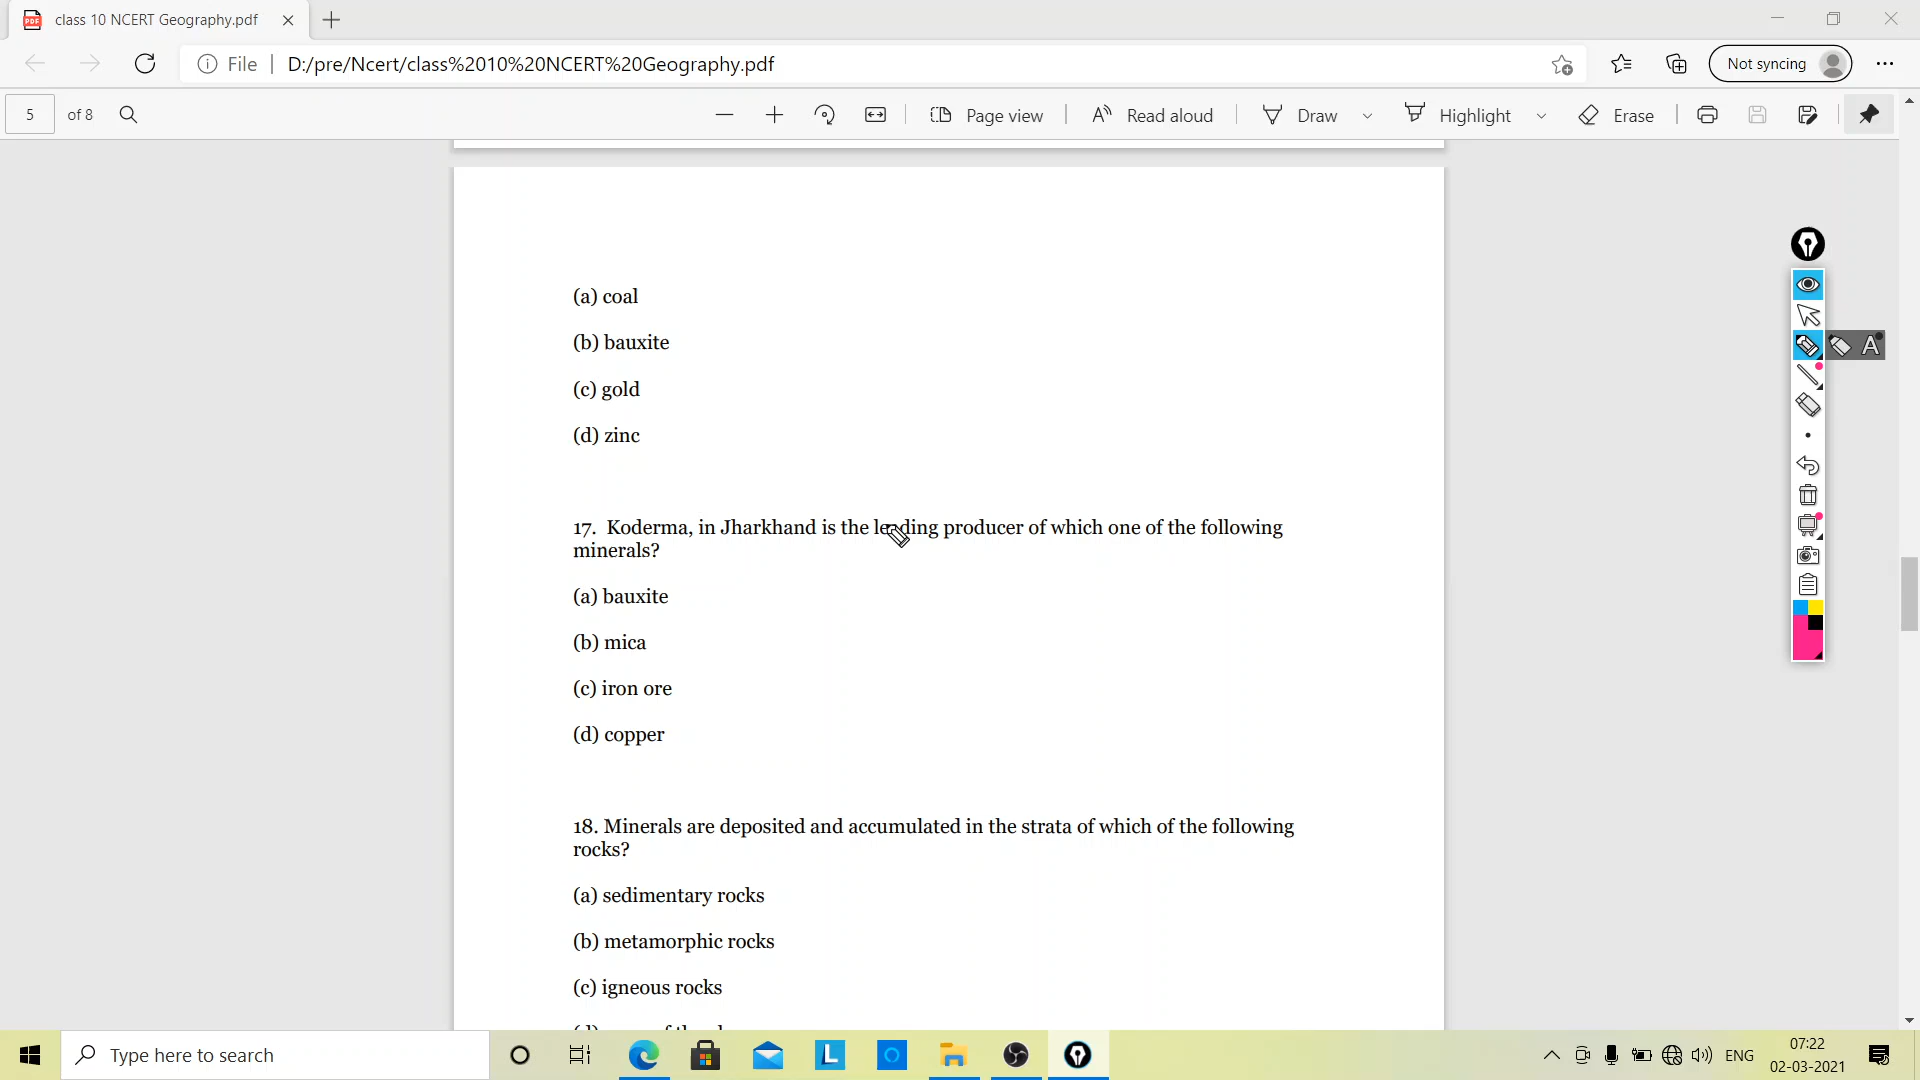 class 10 NCERT Geography.pdf
File
D:/pre/Ncert/class%2010%20NCERT%20Geography.pdf
Not syncing
5 of 8
Page view
Read aloud
Draw
Highlight
Erase
(a) coal
(b) bauxite
(c) gold
(d) zinc
17. Koderma, in Jharkhand is the leading producer of which one of the following
minerals?
(a) bauxite
(b) mica
(c) iron ore
(d) copper
18. Minerals are deposited and accumulated in the strata of which of the following
rocks?
(a) sedimentary rocks
(b) metamorphic rocks
(c) igneous rocks
Type here to search
ENG
07:22
02-03-2021